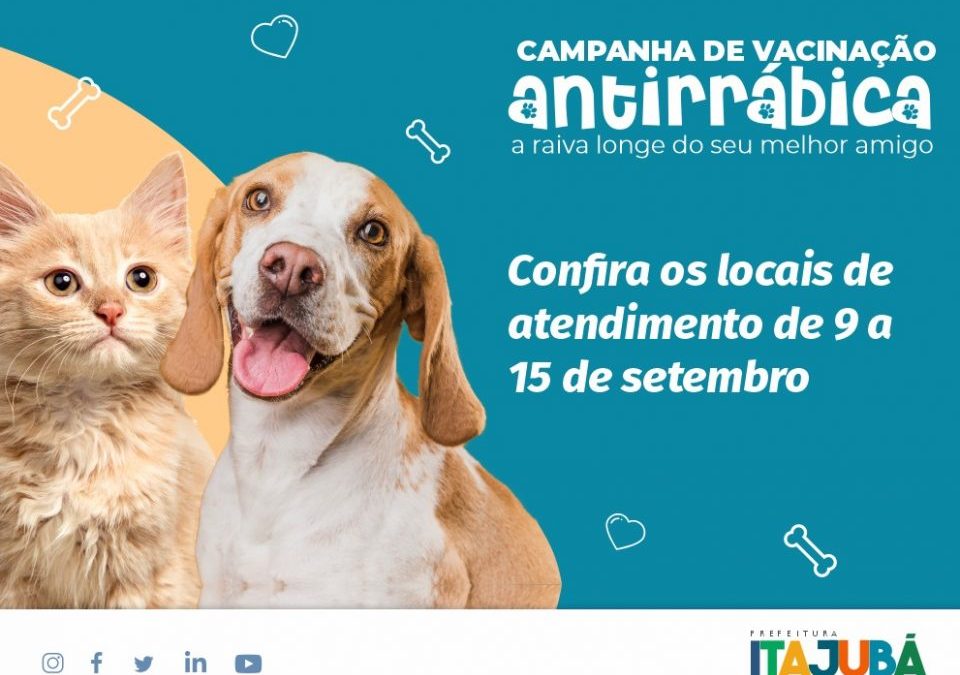 CAMPANHA DE VACINAÇÃO
antirrábica
a raiva longe do seu melhor amigo
Confira os locais de
atendimento de 9 a
15 de setembro
PREFEITURA
ITAJUBÁ